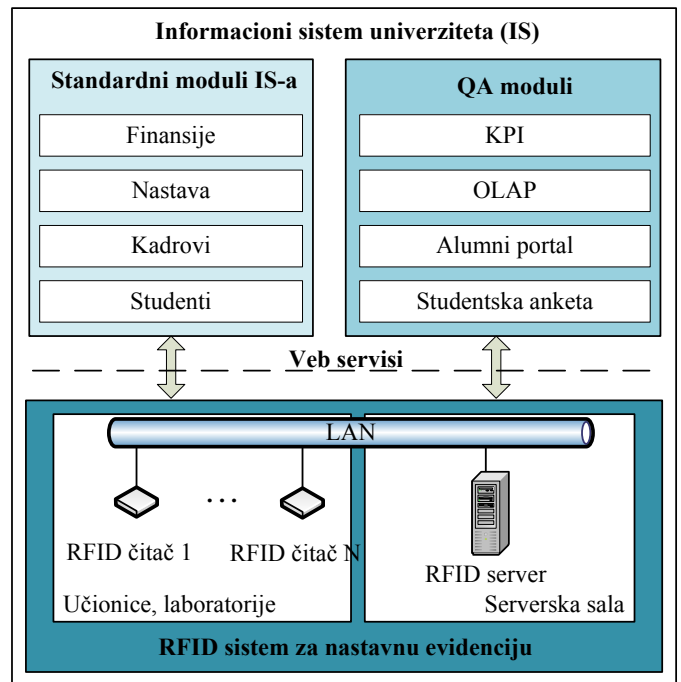 Informacioni sistem univerziteta (IS)
Standardni moduli IS-a
Finansije
Nastava
Kadrovi
Studenti
QA moduli
KPI
OLAP
Alumni portal
Studentska anketa
Veb servisi
LAN
...
RFID čitač 1
RFID čitač N
Učionice, laboratorije
RFID server
Serverska sala
RFID sistem za nastavnu evidenciju